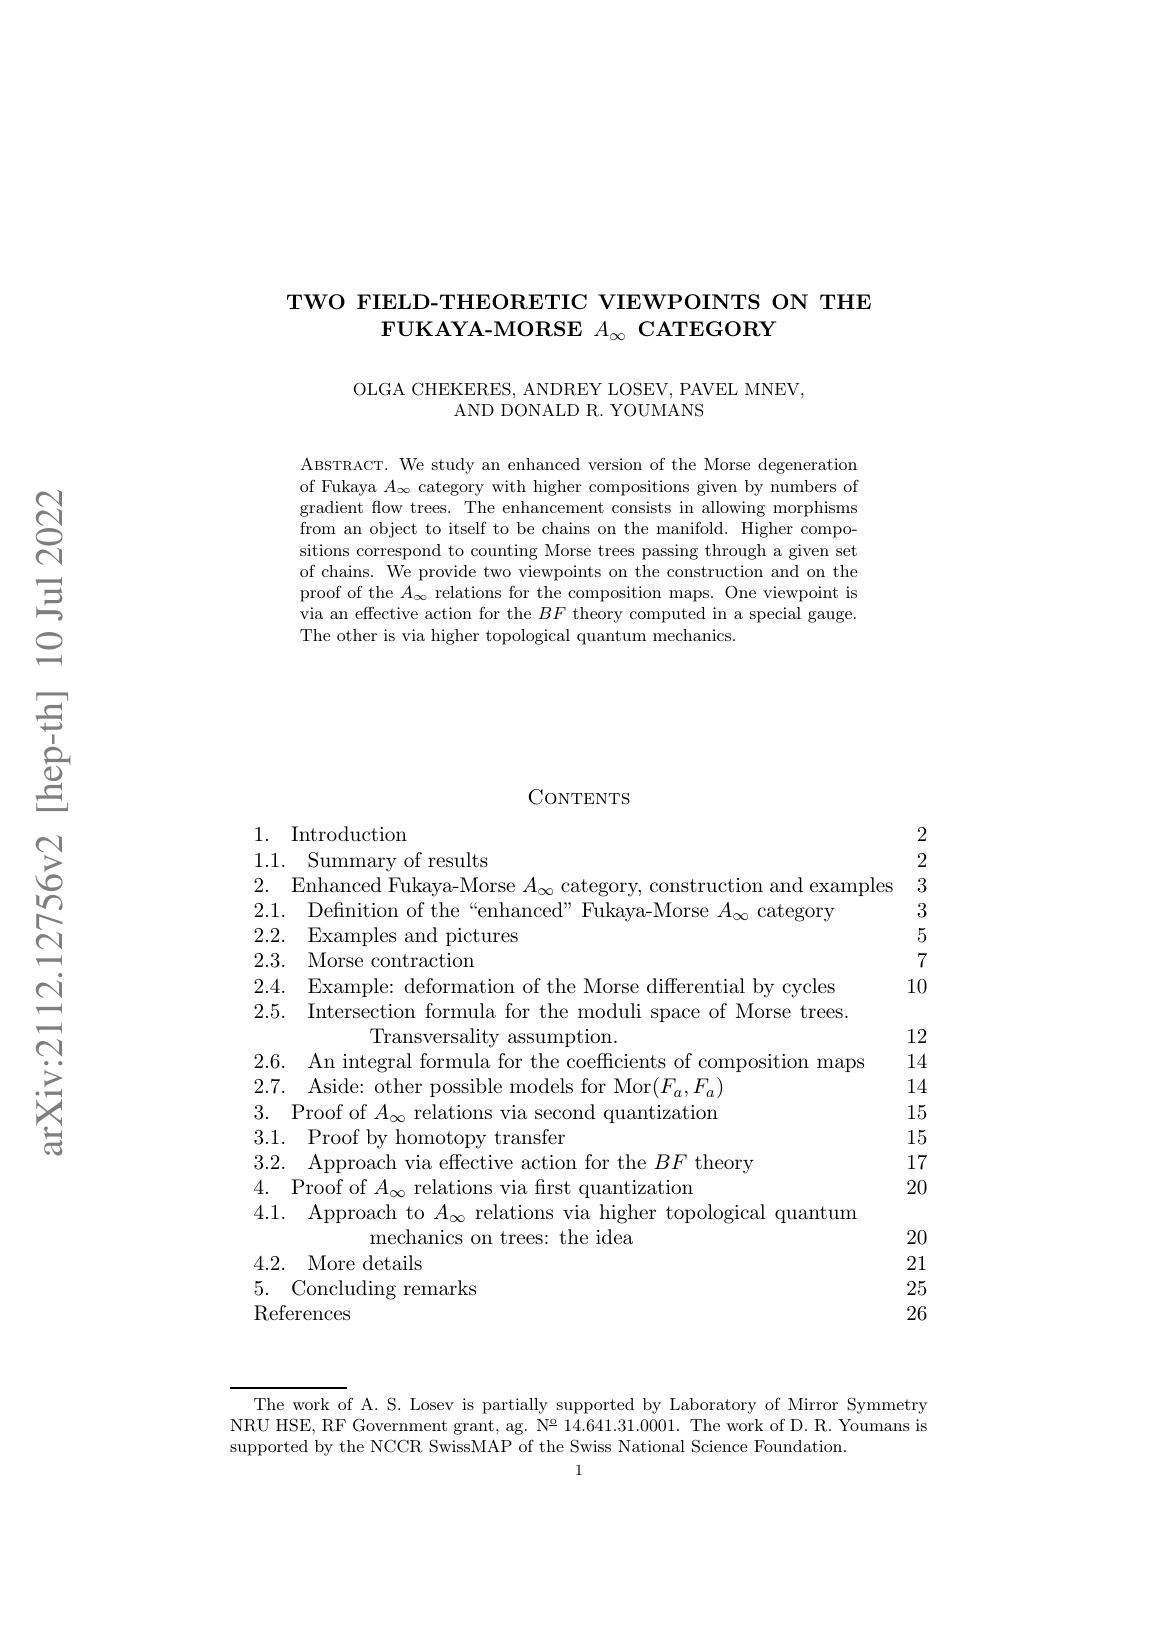 TWO FIELD-THEORETIC VIEWPOINTS ON THE
FUKAYA-MORSE A∞ CATEGORY
OLGA CHEKERES, ANDREY LOSEV, PAVEL MNEV,
AND DONALD R. YOUMANS
ABSTRACT. We study an enhanced version of the Morse degeneration
of Fukaya A∞ category with higher compositions given by numbers of
gradient flow trees. The enhancement consists in allowing morphisms
from an object to itself to be chains on the manifold. Higher compo-
sitions correspond to counting Morse trees passing through a given set
of chains. We provide two viewpoints on the construction and on the
proof of the A∞ relations for the composition maps. One viewpoint is
via an effective action for the BF theory computed in a special gauge.
The other is via higher topological quantum mechanics.
CONTENTS
1. Introduction 2
1.1. Summary of results 2
2. Enhanced Fukaya-Morse A∞ category, construction and examples 3
2.1. Definition of the “enhanced” Fukaya-Morse A∞ category 3
2.2. Examples and pictures 5
2.3. Morse contraction 7
2.4. Example: deformation of the Morse differential by cycles 10
2.5. Intersection formula for the moduli space of Morse trees.
Transversality assumption. 12
2.6. An integral formula for the coefficients of composition maps 14
2.7. Aside: other possible models for Mor(Fₐ, Fₐ) 14
3. Proof of A∞ relations via second quantization 15
3.1. Proof by homotopy transfer 15
3.2. Approach via effective action for the BF theory 17
4. Proof of A∞ relations via first quantization 20
4.1. Approach to A∞ relations via higher topological quantum
mechanics on trees: the idea 20
4.2. More details 21
5. Concluding remarks 25
References 26
The work of A. S. Losev is partially supported by Laboratory of Mirror Symmetry
NRU HSE, RF Government grant, ag. Nº 14.641.31.0001. The work of D. R. Youmans is
supported by the NCCR SwissMAP of the Swiss National Science Foundation.
1
arXiv:2112.12756v2 [hep-th] 10 Jul 2022